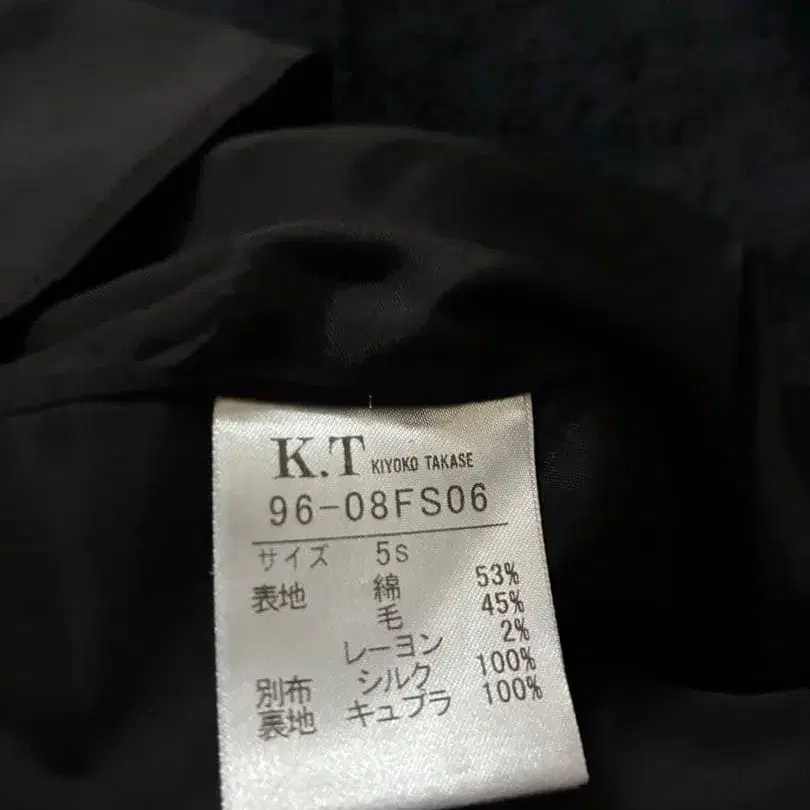 K.T KIYOKO TAKASE
96-08FS06
サイズ 5s
表地 綿 53%
毛 45%
レーヨン 2%
別布 シルク 100%
裏地 キュプラ 100%